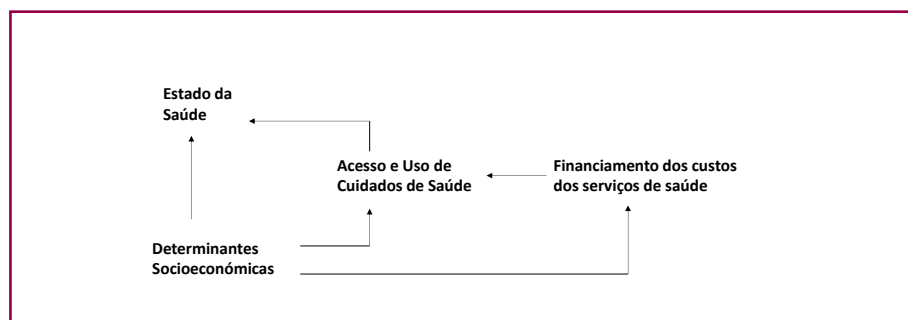 Estado da
Saúde
Acesso e Uso de
Cuidados de Saúde
Financiamento dos custos
dos serviços de saúde
Determinantes
Socioeconómicas